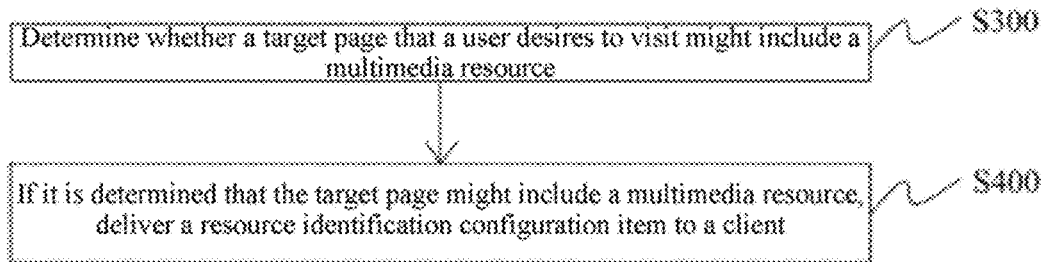 Determine whether a target page that a user desires to visit might include a
multimedia resource
S300
If it is determined that the target page might include a multimedia resource,
deliver a resource identification configuration item to a client
S400